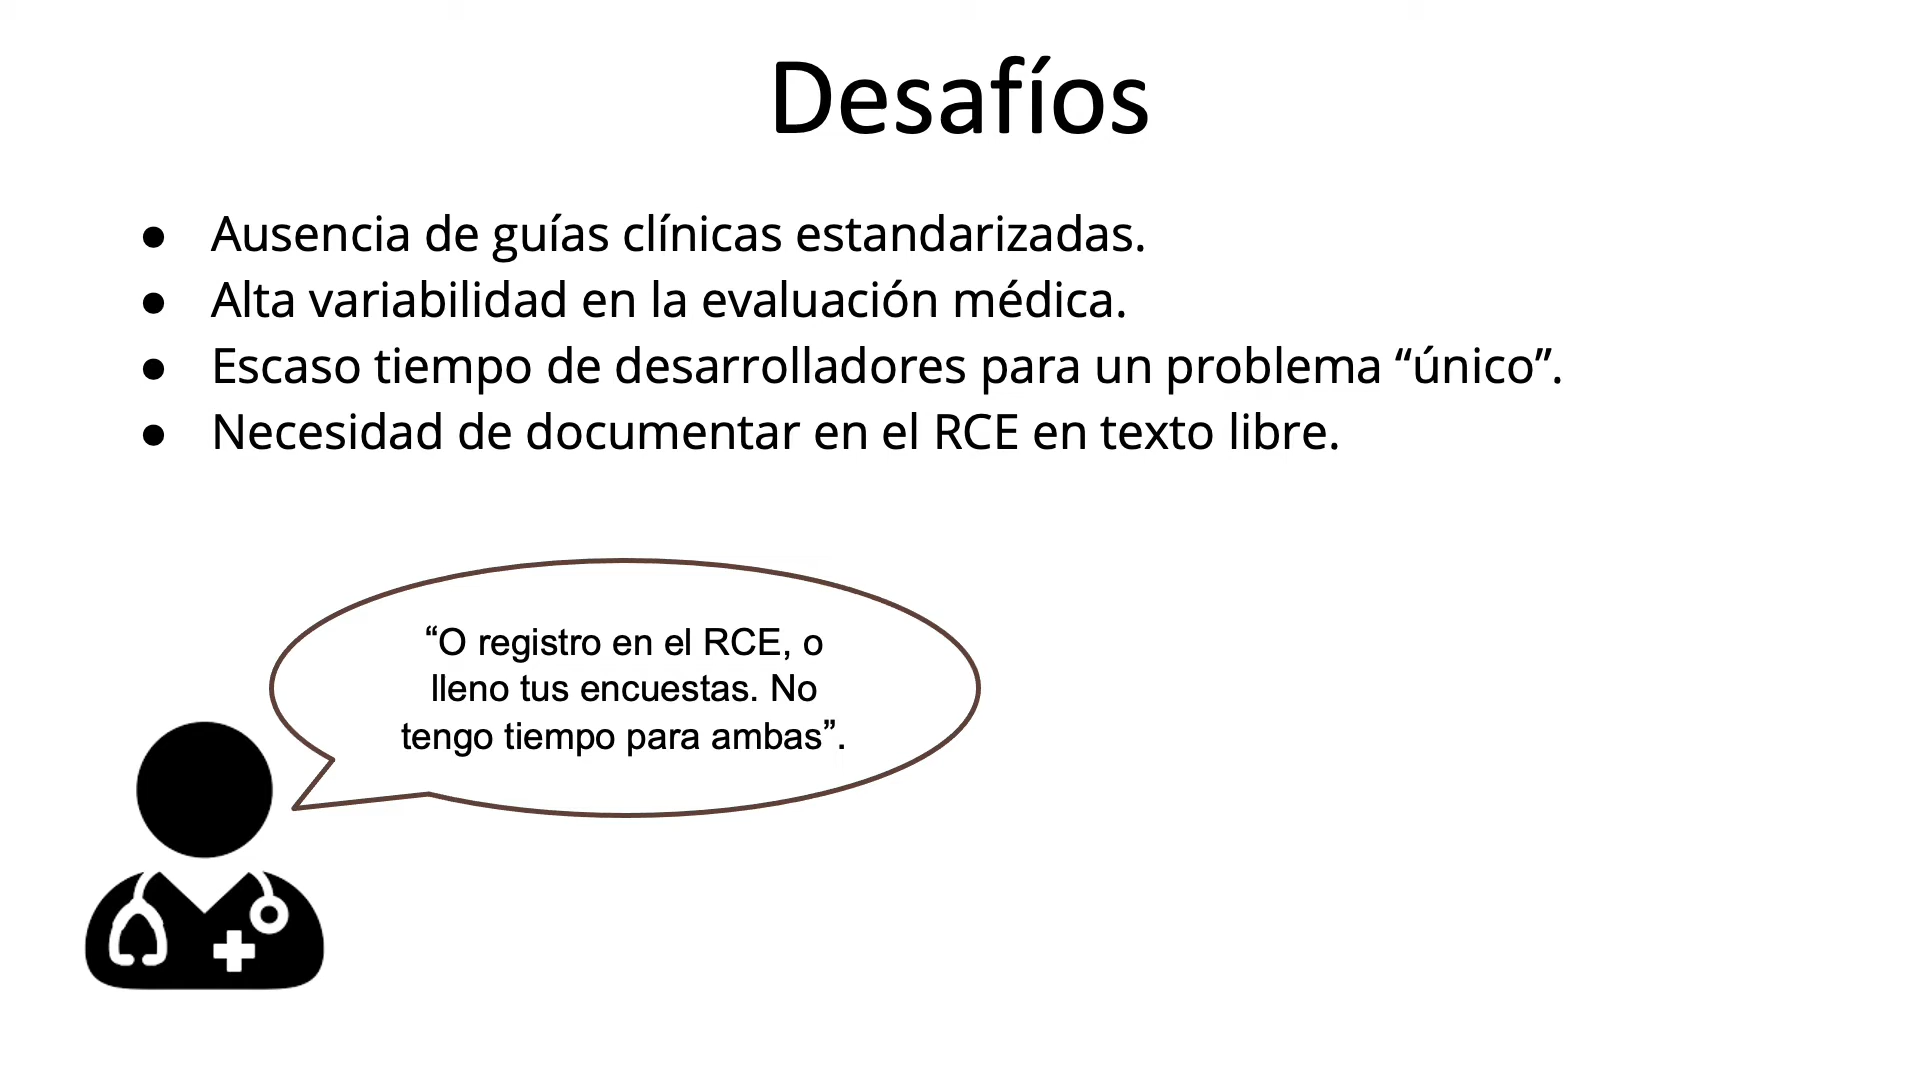 Desafíos
● Ausencia de guías clínicas estandarizadas.
● Alta variabilidad en la evaluación médica.
● Escaso tiempo de desarrolladores para un problema “único”.
● Necesidad de documentar en el RCE en texto libre.
“O registro en el RCE, o
lleno tus encuestas. No
tengo tiempo para ambas”.